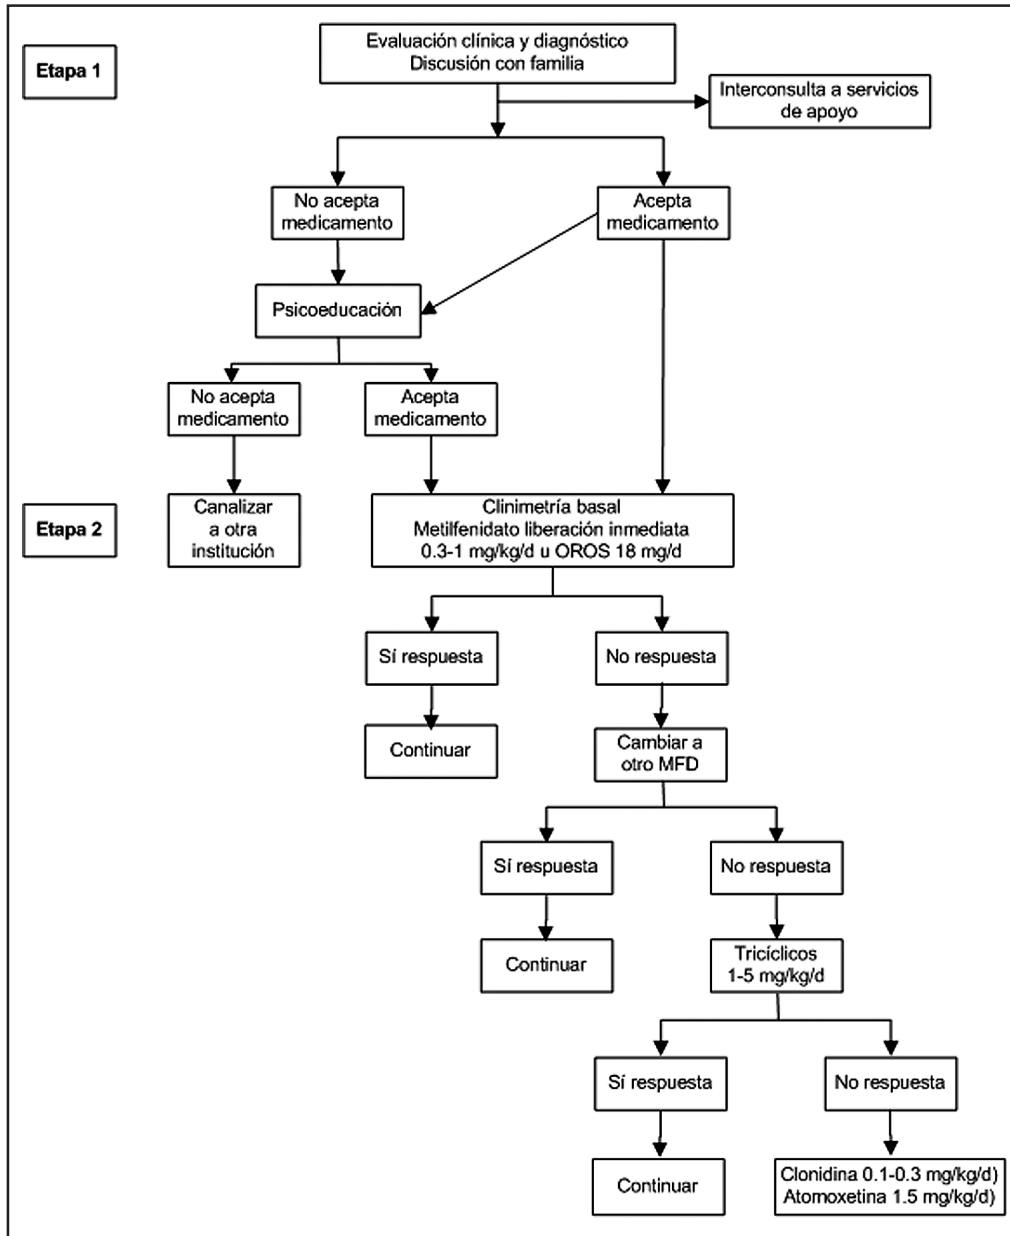 Etapa 1
Evaluación clínica y diagnóstico
Discusión con familia
Interconsulta a servicios
de apoyo
No acepta
medicamento
Acepta
medicamento
Psicoeducación
No acepta
medicamento
Acepta
medicamento
Etapa 2
Canalizar
a otra
institución
Clinimetría basal
Metilfenidato liberación inmediata
0.3-1 mg/kg/d u OROS 18 mg/d
Sí respuesta
No respuesta
Continuar
Cambiar a
otro MFD
Sí respuesta
No respuesta
Continuar
Tricíclicos
1-5 mg/kg/d
Sí respuesta
No respuesta
Continuar
Clonidina 0.1-0.3 mg/kg/d)
Atomoxetina 1.5 mg/kg/d)